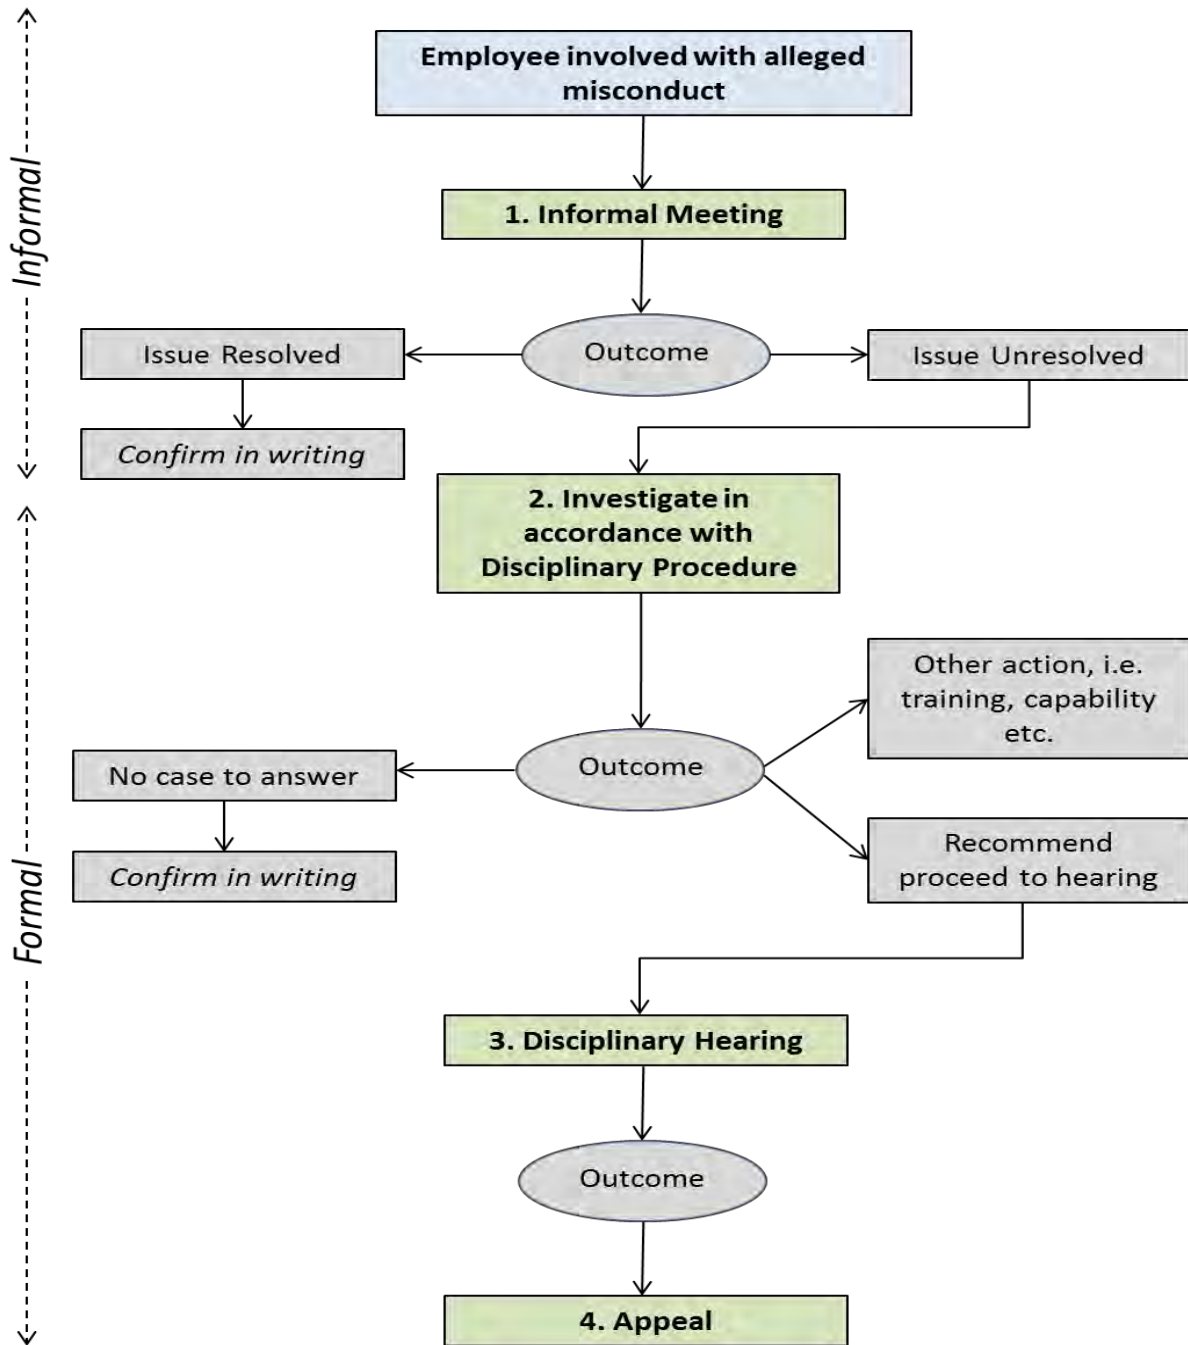 Informal
Employee involved with alleged
misconduct
1. Informal Meeting
Outcome
Issue Resolved
Issue Unresolved
Confirm in writing
Formal
2. Investigate in
accordance with
Disciplinary Procedure
Other action, i.e.
training, capability
etc.
Outcome
No case to answer
Confirm in writing
Recommend
proceed to hearing
3. Disciplinary Hearing
Outcome
4. Appeal